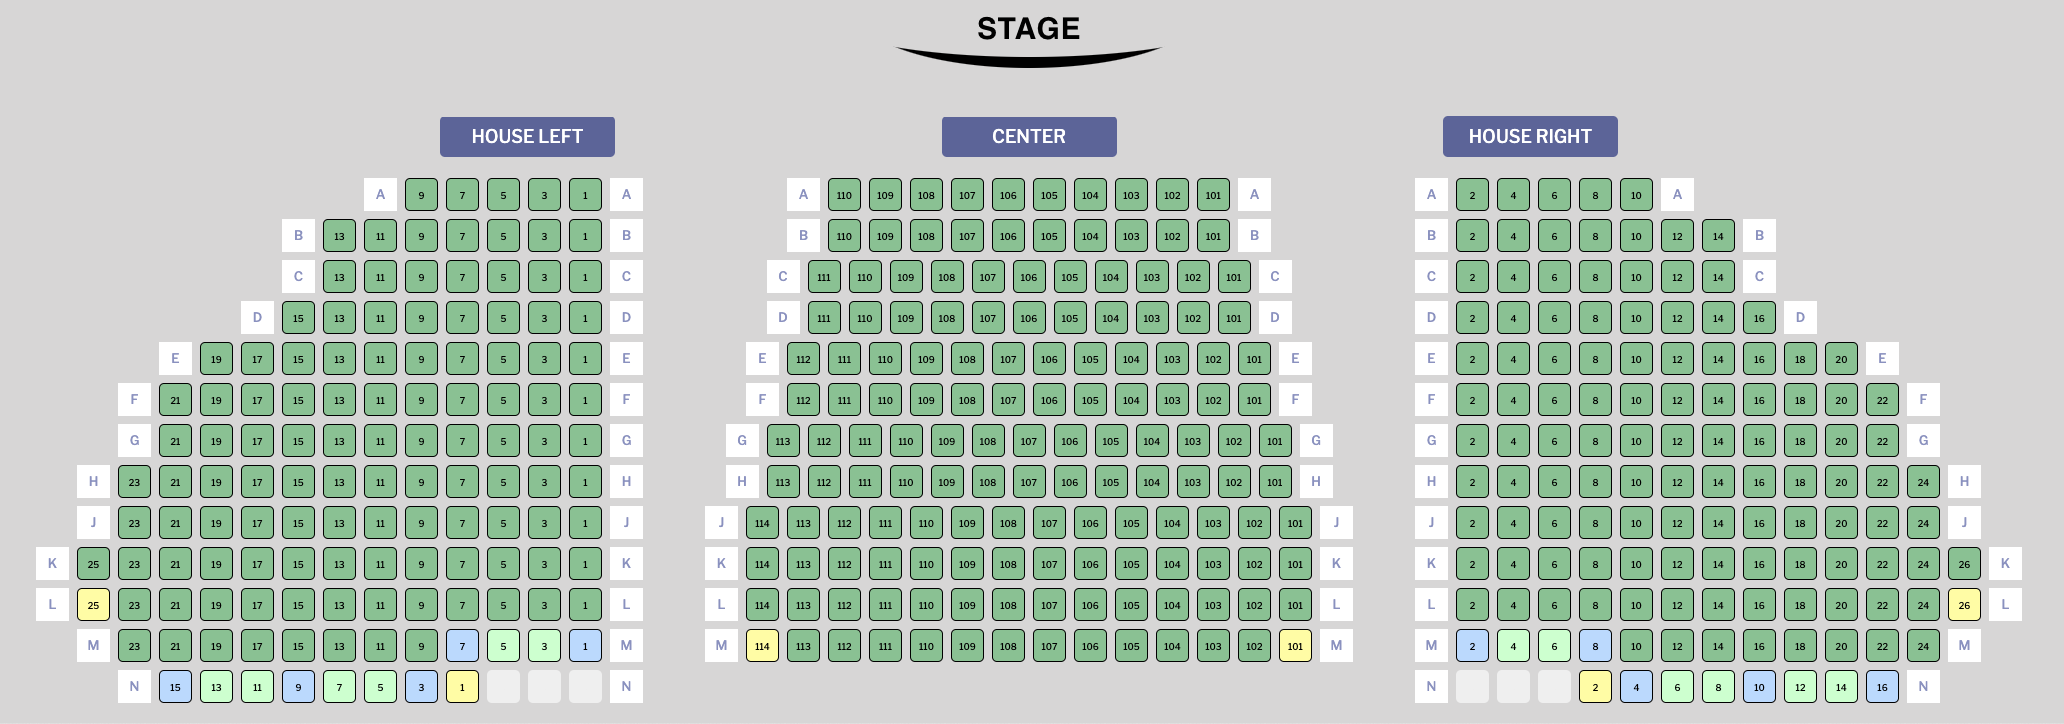 STAGE
HOUSE LEFT CENTER HOUSE RIGHT
A 9 7 5 3 1 A A 110 109 108 107 106 105 104 103 102 101 A A 2 4 6 8 10 A
B 13 11 9 7 5 3 1 B B 110 109 108 107 106 105 104 103 102 101 B B 2 4 6 8 10 12 14 B
C 13 11 9 7 5 3 1 C C 111 110 109 108 107 106 105 104 103 102 101 C C 2 4 6 8 10 12 14 C
D 15 13 11 9 7 5 3 1 D D 111 110 109 108 107 106 105 104 103 102 101 D D 2 4 6 8 10 12 14 16 D
E 19 17 15 13 11 9 7 5 3 1 E E 112 111 110 109 108 107 106 105 104 103 102 101 E E 2 4 6 8 10 12 14 16 18 20 E
F 21 19 17 15 13 11 9 7 5 3 1 F F 112 111 110 109 108 107 106 105 104 103 102 101 F F 2 4 6 8 10 12 14 16 18 20 22 F
G 21 19 17 15 13 11 9 7 5 3 1 G G 113 112 111 110 109 108 107 106 105 104 103 102 101 G G 2 4 6 8 10 12 14 16 18 20 22 G
H 23 21 19 17 15 13 11 9 7 5 3 1 H H 113 112 111 110 109 108 107 106 105 104 103 102 101 H H 2 4 6 8 10 12 14 16 18 20 22 24 H
J 23 21 19 17 15 13 11 9 7 5 3 1 J J 114 113 112 111 110 109 108 107 106 105 104 103 102 101 J J 2 4 6 8 10 12 14 16 18 20 22 24 J
K 25 23 21 19 17 15 13 11 9 7 5 3 1 K K 114 113 112 111 110 109 108 107 106 105 104 103 102 101 K K 2 4 6 8 10 12 14 16 18 20 22 24 26 K
L 25 23 21 19 17 15 13 11 9 7 5 3 1 L L 114 113 112 111 110 109 108 107 106 105 104 103 102 101 L L 2 4 6 8 10 12 14 16 18 20 22 24 26 L
M 23 21 19 17 15 13 11 9 7 5 3 1 M M 114 113 112 111 110 109 108 107 106 105 104 103 102 101 M M 2 4 6 8 10 12 14 16 18 20 22 24 M
N 15 13 11 9 7 5 3 1 N N 2 4 6 8 10 12 14 16 N